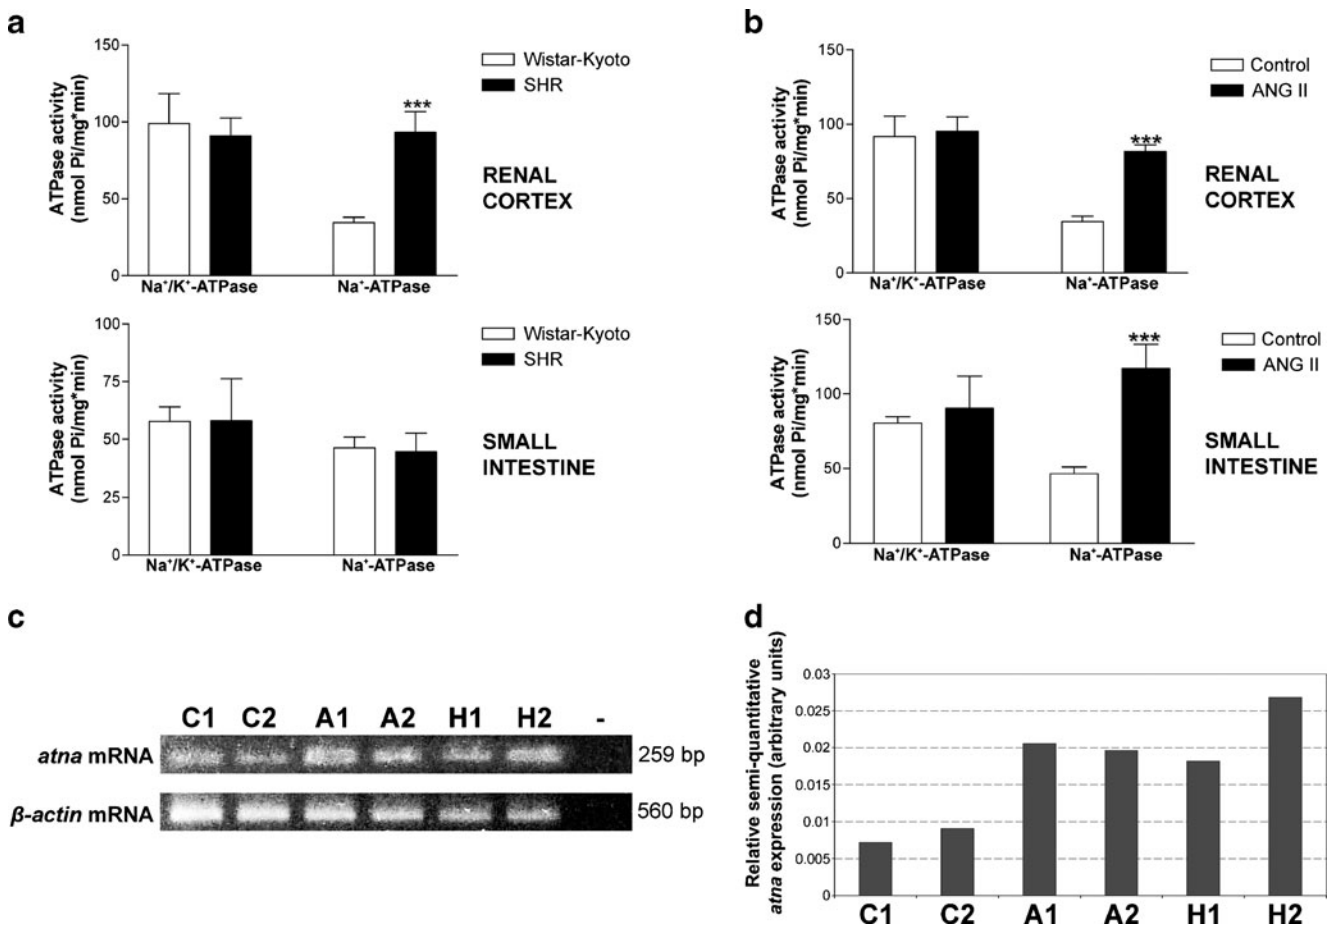 a
150
100
50
0
ATPase activity
(nmol Pi/mg*min)
Wistar-Kyoto
SHR
***
RENAL
CORTEX
Na⁺/K⁺-ATPase
Na⁺-ATPase
100
75
50
25
0
ATPase activity
(nmol Pi/mg*min)
Wistar-Kyoto
SHR
SMALL
INTESTINE
Na⁺/K⁺-ATPase
Na⁺-ATPase
b
150
100
50
0
ATPase activity
(nmol Pi/mg*min)
Control
ANG II
***
RENAL
CORTEX
Na⁺/K⁺-ATPase
Na⁺-ATPase
150
100
50
0
ATPase activity
(nmol Pi/mg*min)
Control
ANG II
***
SMALL
INTESTINE
Na⁺/K⁺-ATPase
Na⁺-ATPase
c
C1 C2 A1 A2 H1 H2 -
atna mRNA
259 bp
β-actin mRNA
560 bp
d
Relative semi-quantitative
atna expression (arbitrary units)
0.03
0.025
0.02
0.015
0.01
0.005
0
C1 C2 A1 A2 H1 H2